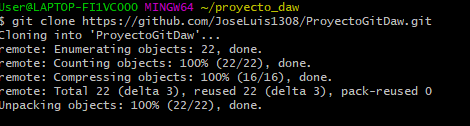 User@LAPTOP-FI1VCOOO MINGW64 ~/proyecto_daw
$ git clone https://github.com/JoseLuis1308/ProyectoGitDaw.git
Cloning into 'ProyectoGitDaw'...
remote: Enumerating objects: 22, done.
remote: Counting objects: 100% (22/22), done.
remote: Compressing objects: 100% (16/16), done.
remote: Total 22 (delta 3), reused 22 (delta 3), pack-reused 0
Unpacking objects: 100% (22/22), done.